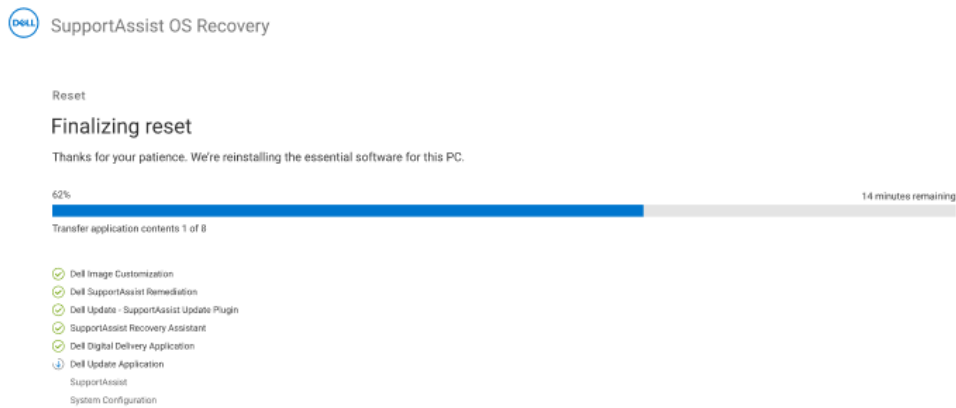 DELL
SupportAssist OS Recovery
Reset
Finalizing reset
Thanks for your patience. We're reinstalling the essential software for this PC.
62% 14 minutes remaining
Transfer application contents 1 of 8
Dell Image Customization
Dell SupportAssist Remediation
Dell Update - SupportAssist Update Plugin
SupportAssist Recovery Assistant
Dell Digital Delivery Application
Dell Update Application
SupportAssist
System Configuration